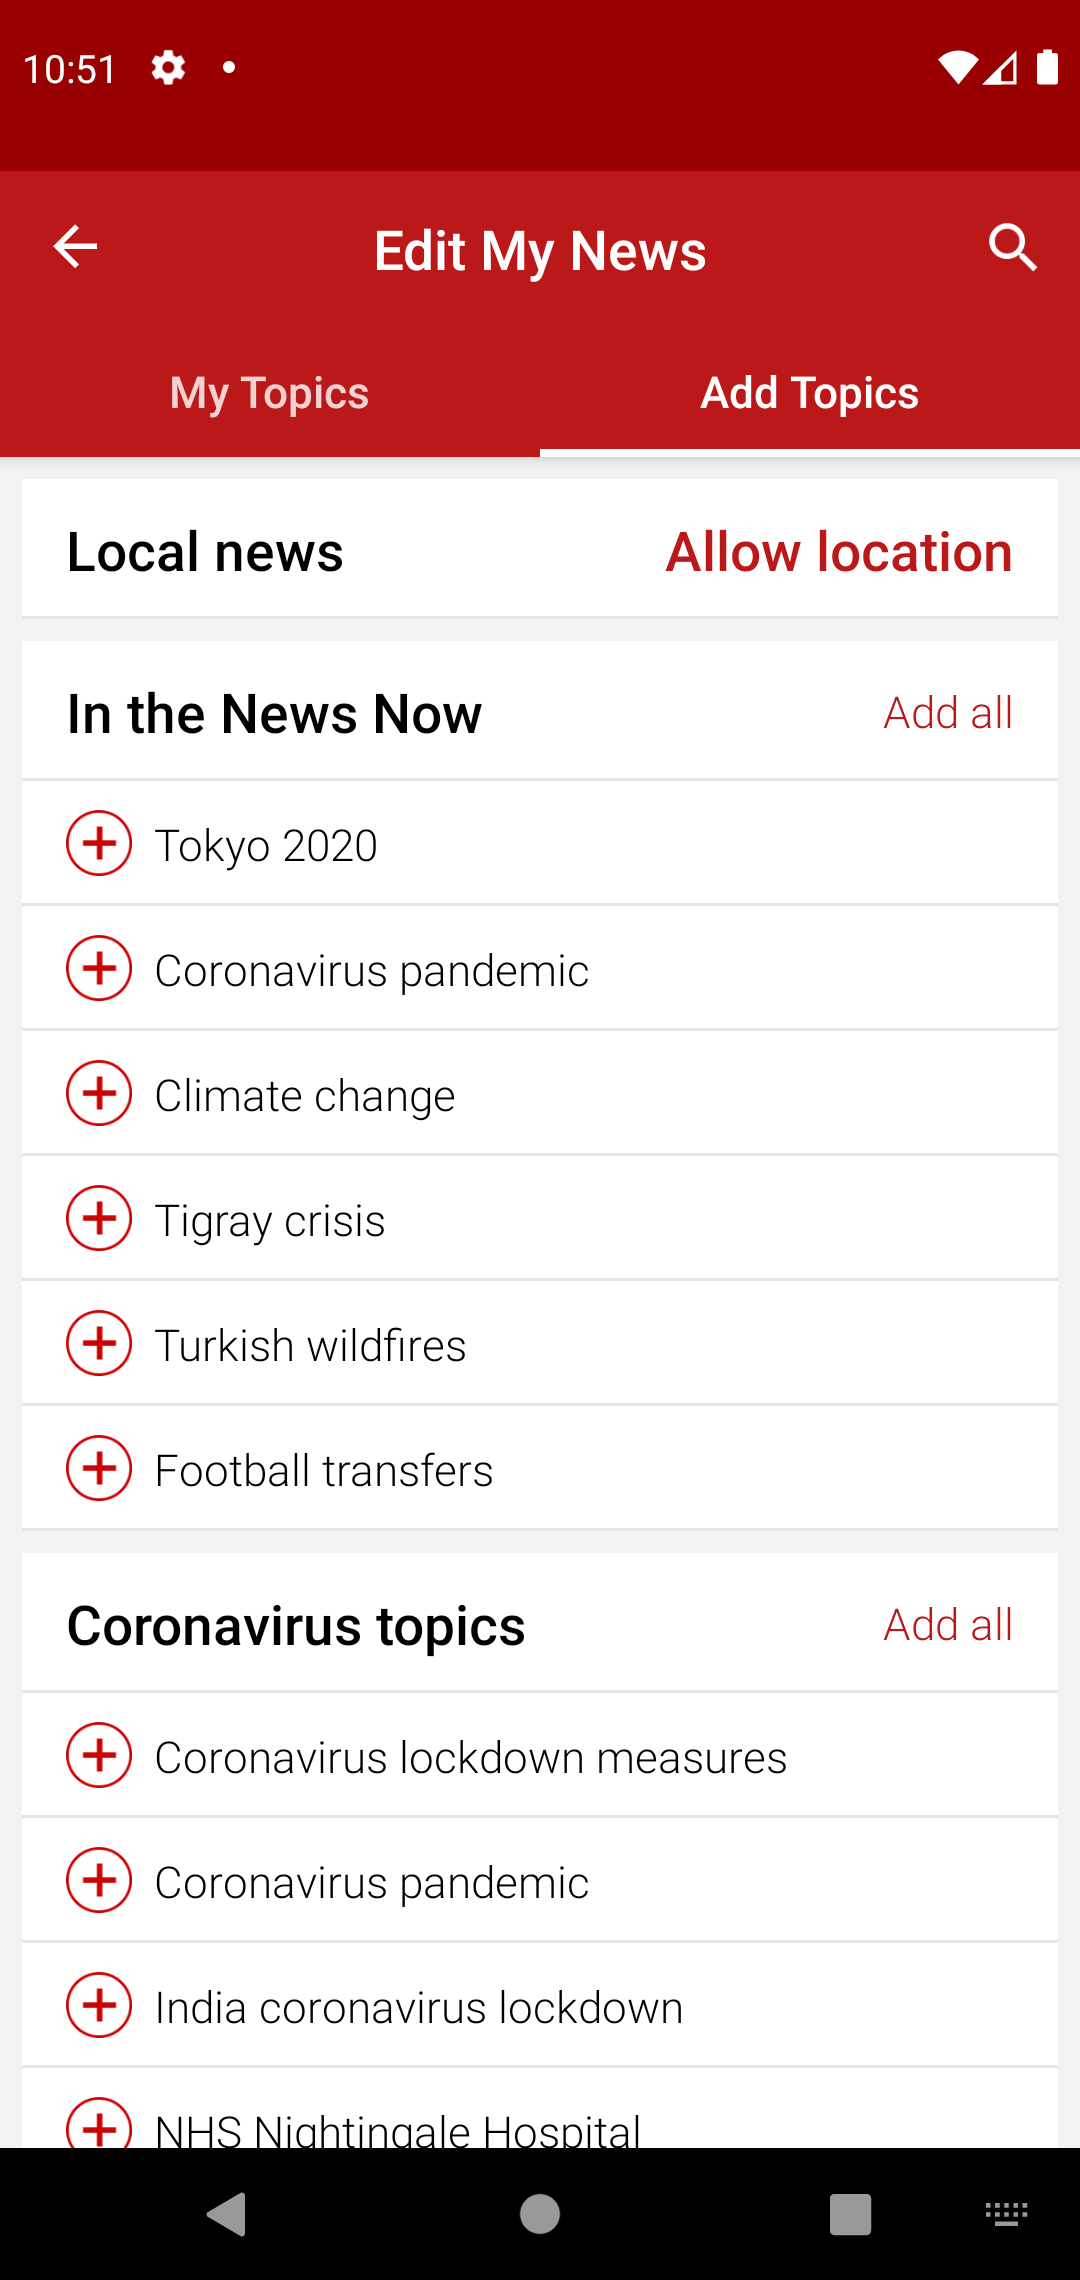 10:51
Edit My News
My Topics
Add Topics
Local news
Allow location
In the News Now
Add all
Tokyo 2020
Coronavirus pandemic
Climate change
Tigray crisis
Turkish wildfires
Football transfers
Coronavirus topics
Add all
Coronavirus lockdown measures
Coronavirus pandemic
India coronavirus lockdown
NHS Nightingale Hospital